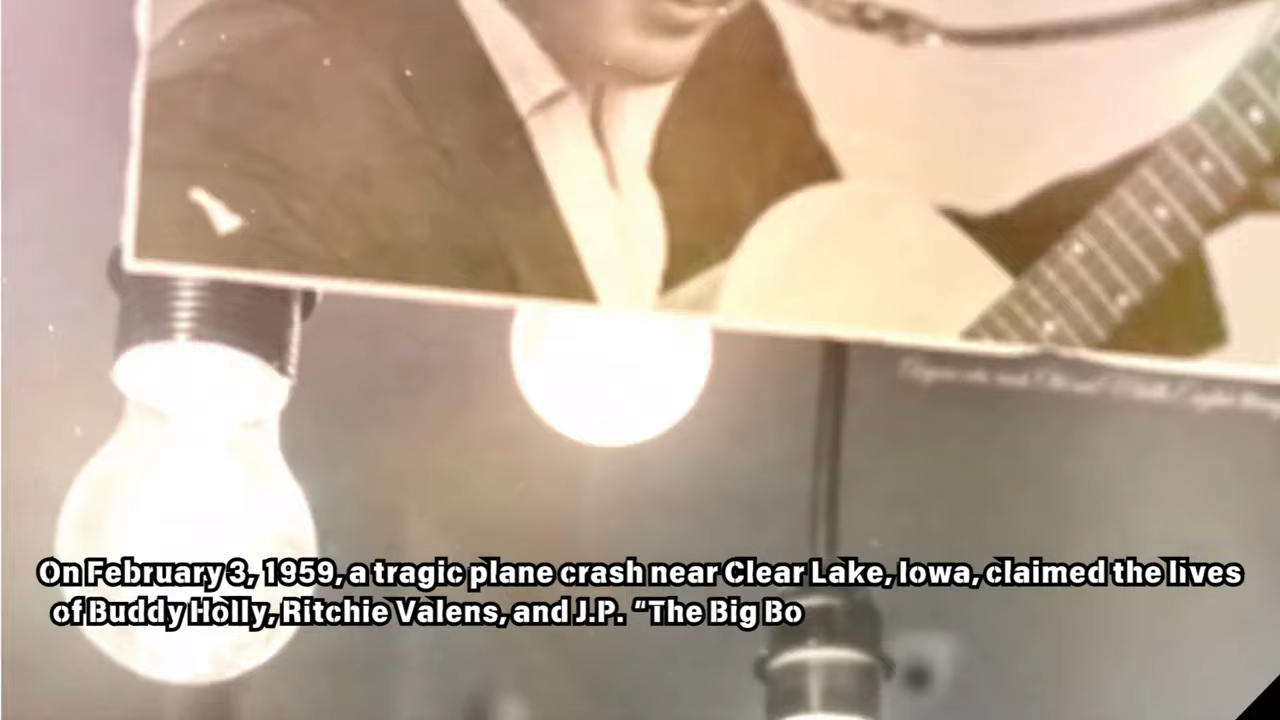 On February 3, 1959, a tragic plane crash near Clear Lake, Iowa, claimed the lives
of Buddy Holly, Ritchie Valens, and J.P. “The Big Bo